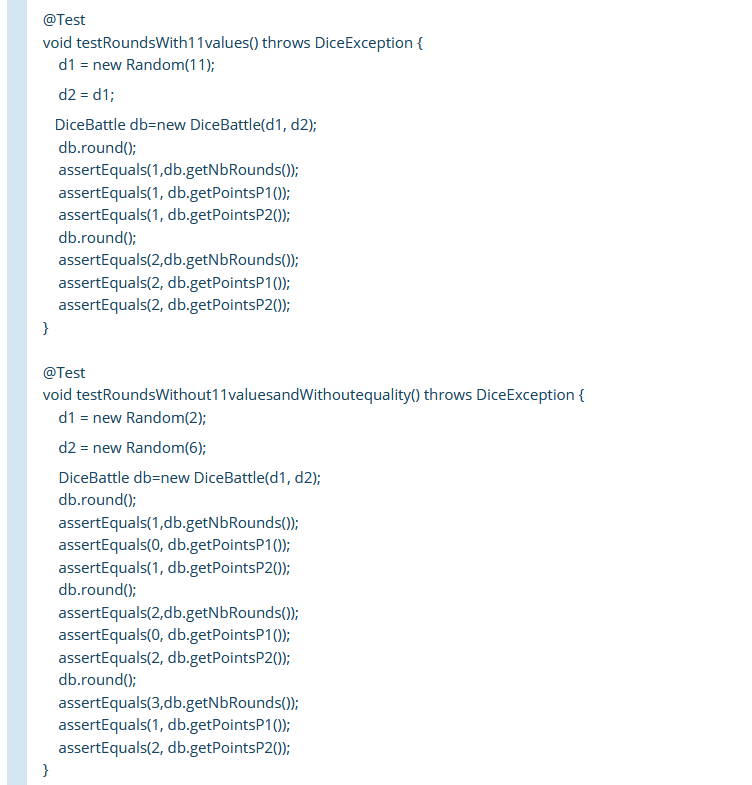 @Test
void testRoundsWith11values() throws DiceException {
d1 = new Random(11);
d2 = d1;
DiceBattle db=new DiceBattle(d1, d2);
db.round();
assertEquals(1,db.getNbRounds());
assertEquals(1, db.getPointsP1());
assertEquals(1, db.getPointsP2());
db.round();
assertEquals(2,db.getNbRounds());
assertEquals(2, db.getPointsP1());
assertEquals(2, db.getPointsP2());
}
@Test
void testRoundsWithout11valuesandWithoutequality() throws DiceException {
d1 = new Random(2);
d2 = new Random(6);
DiceBattle db=new DiceBattle(d1, d2);
db.round();
assertEquals(1,db.getNbRounds());
assertEquals(0, db.getPointsP1());
assertEquals(1, db.getPointsP2());
db.round();
assertEquals(2,db.getNbRounds());
assertEquals(0, db.getPointsP1());
assertEquals(2, db.getPointsP2());
db.round();
assertEquals(3,db.getNbRounds());
assertEquals(1, db.getPointsP1());
assertEquals(2, db.getPointsP2());
}